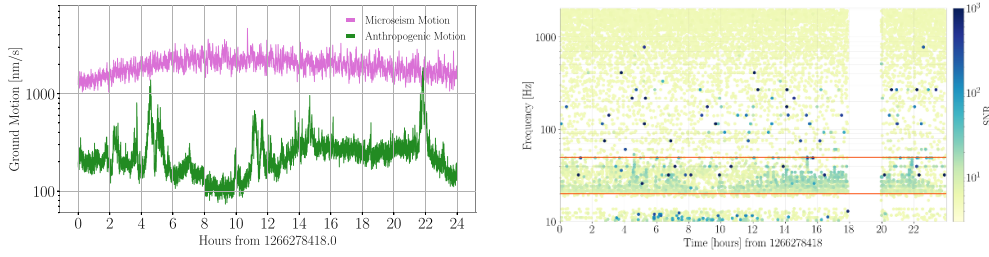 Microseism Motion
Anthropogenic Motion
Ground Motion [nm/s]
1000
100
0 2 4 6 8 10 12 14 16 18 20 22 24
Hours from 1266278418.0
Frequency [Hz]
1000
100
10
0 2 4 6 8 10 12 14 16 18 20 22
Time [hours] from 1266278418
10³
10²
10¹
SNR